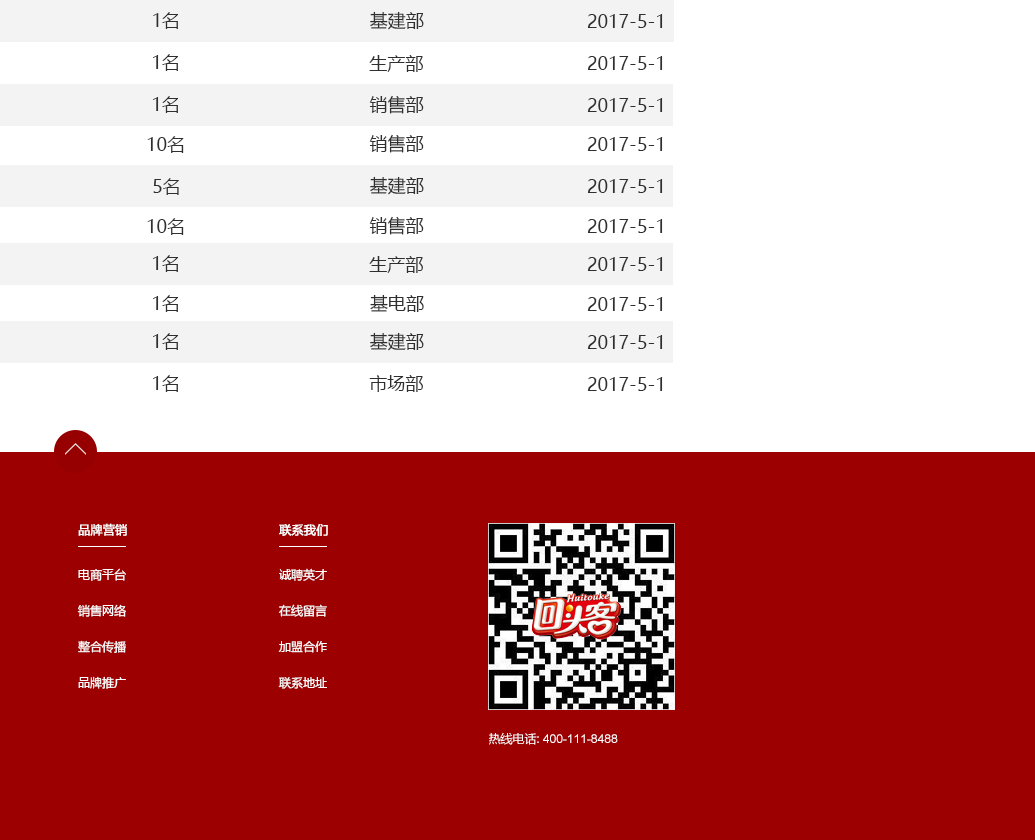 1名 基建部 2017-5-1
1名 生产部 2017-5-1
1名 销售部 2017-5-1
10名 销售部 2017-5-1
5名 基建部 2017-5-1
10名 销售部 2017-5-1
1名 生产部 2017-5-1
1名 基电部 2017-5-1
1名 基建部 2017-5-1
1名 市场部 2017-5-1
品牌营销
电商平台
销售网络
整合传播
品牌推广
联系我们
诚聘英才
在线留言
加盟合作
联系地址
Huitouke
回头客
热线电话: 400-111-8488